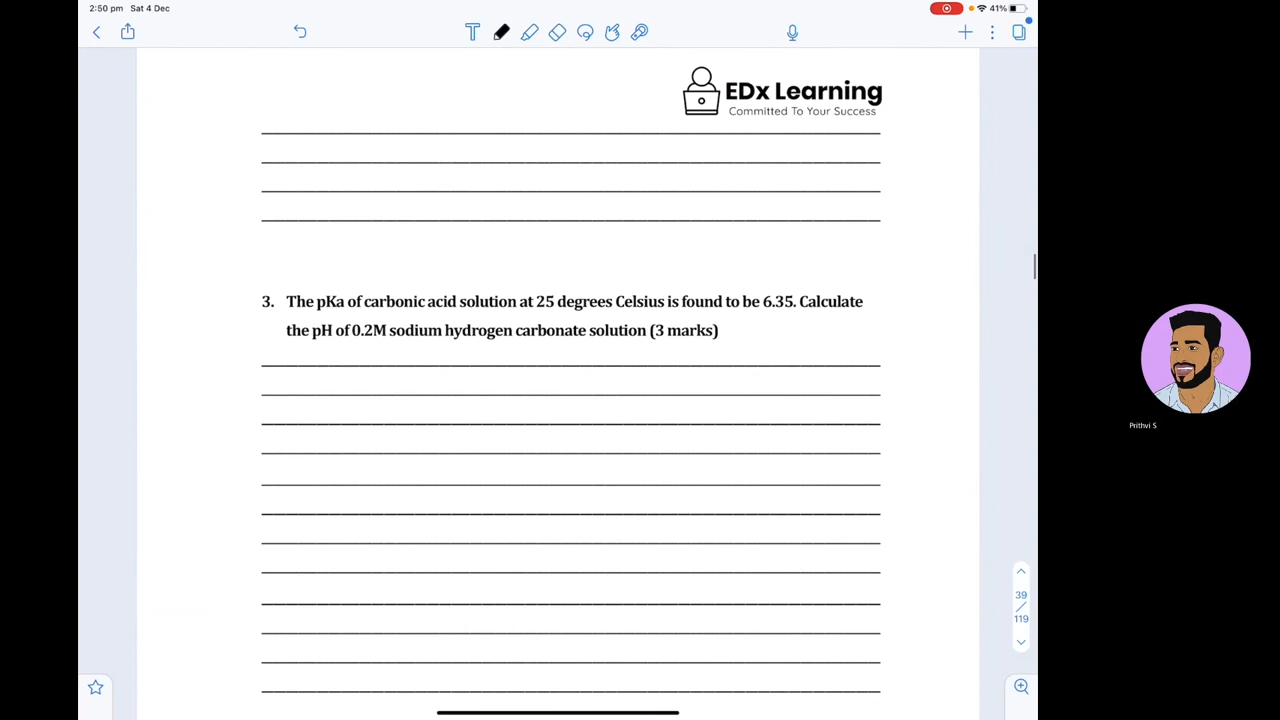 2:50 pm Sat 4 Dec
41%
EDx Learning
Committed To Your Success
3. The pKa of carbonic acid solution at 25 degrees Celsius is found to be 6.35. Calculate
the pH of 0.2M sodium hydrogen carbonate solution (3 marks)
Prithvi S
39
/
119